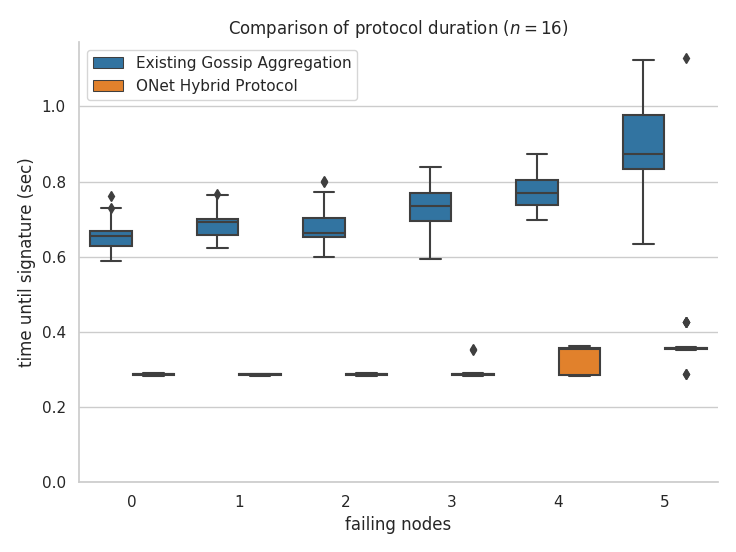 Comparison of protocol duration (n = 16)
Existing Gossip Aggregation
ONet Hybrid Protocol
time until signature (sec)
1.0
0.8
0.6
0.4
0.2
0.0
0 1 2 3 4 5
failing nodes